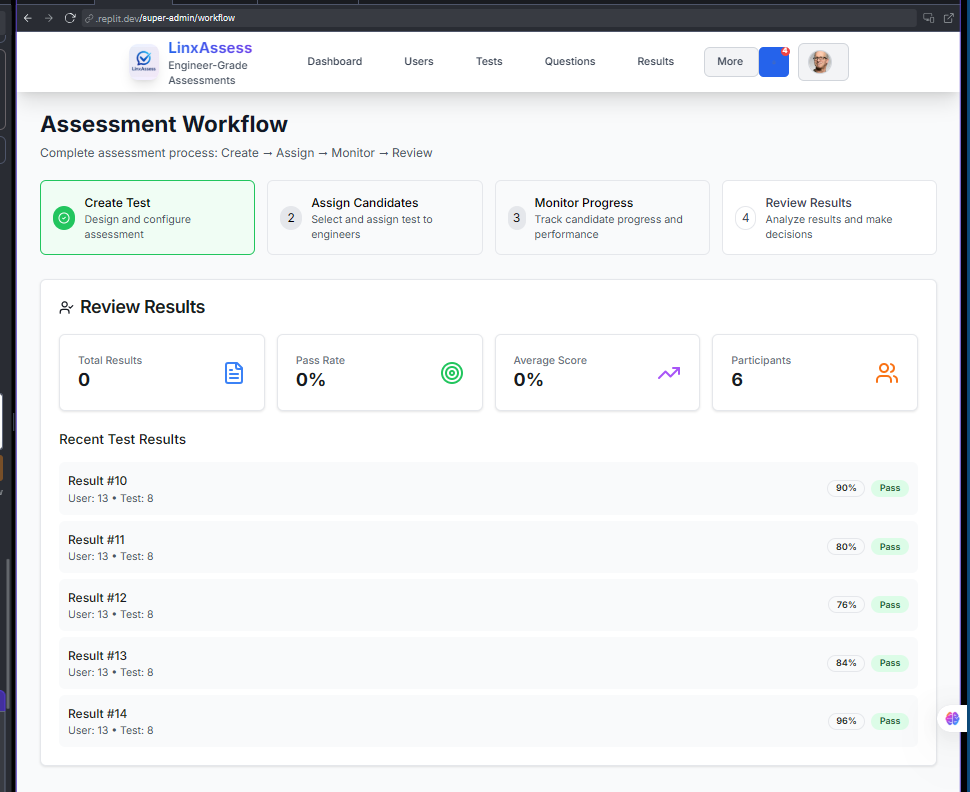 .replit.dev/super-admin/workflow
LinxAssess
LinxAssess
Engineer-Grade
Assessments
Dashboard
Users
Tests
Questions
Results
More
4
Assessment Workflow
Complete assessment process: Create → Assign → Monitor → Review
Create Test
Design and configure
assessment
2
Assign Candidates
Select and assign test to
engineers
3
Monitor Progress
Track candidate progress and
performance
4
Review Results
Analyze results and make
decisions
Review Results
Total Results
0
Pass Rate
0%
Average Score
0%
Participants
6
Recent Test Results
Result #10
User: 13 • Test: 8
90%
Pass
Result #11
User: 13 • Test: 8
80%
Pass
Result #12
User: 13 • Test: 8
76%
Pass
Result #13
User: 13 • Test: 8
84%
Pass
Result #14
User: 13 • Test: 8
96%
Pass